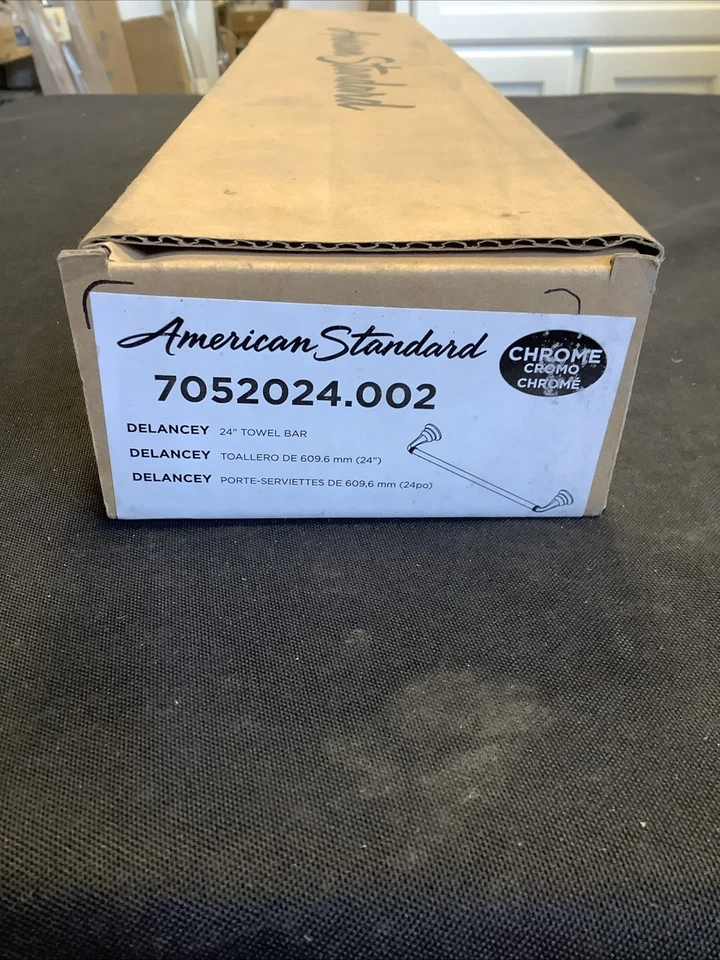 American Standard
American Standard
7052024.002
CHROME
CROMO
CHROMÉ
DELANCEY 24" TOWEL BAR
DELANCEY TOALLERO DE 609.6 mm (24")
DELANCEY PORTE-SERVIETTES DE 609,6 mm (24po)